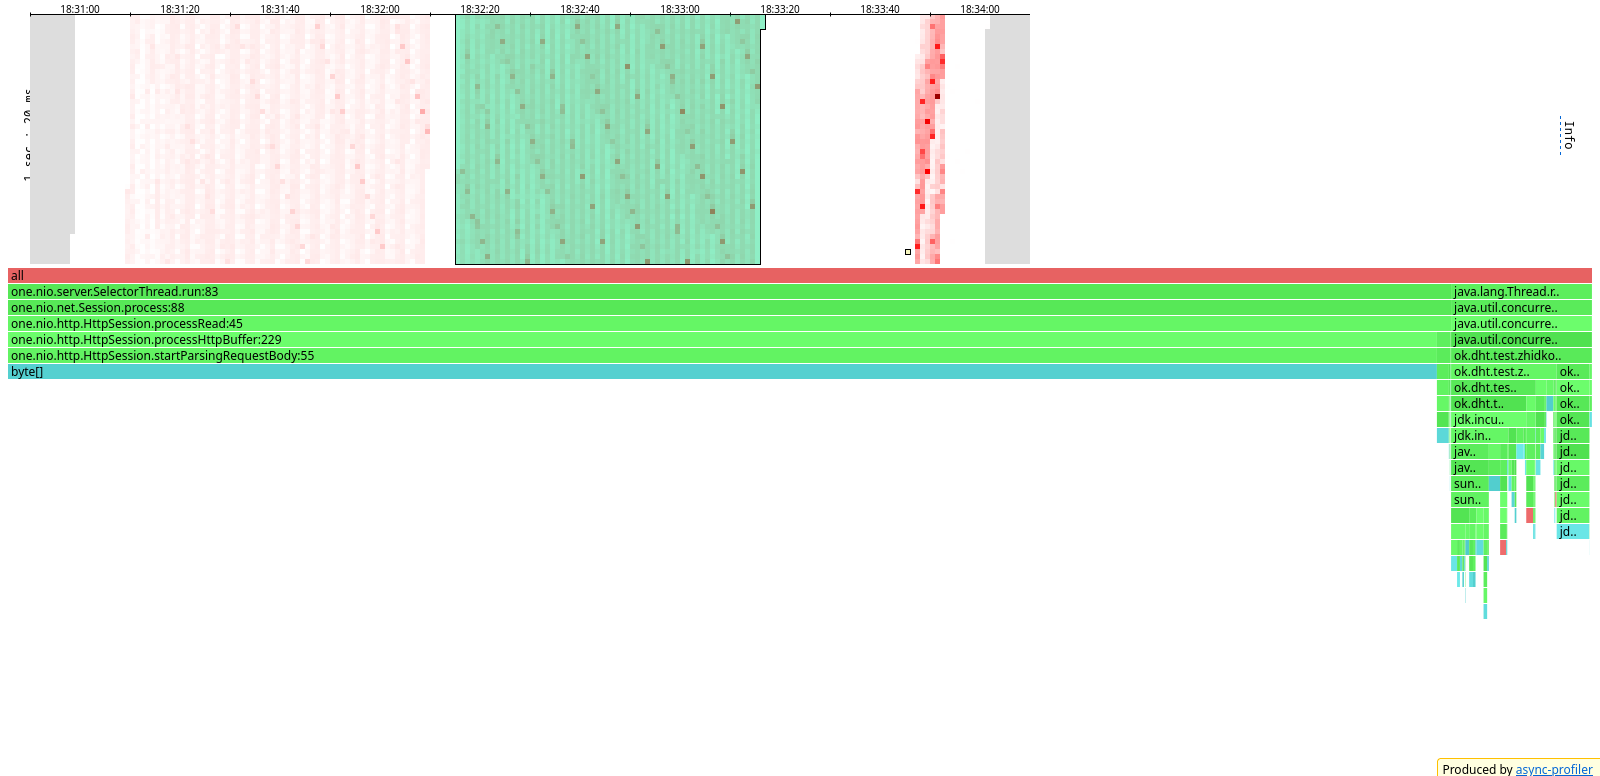 18:31:00 18:31:20 18:31:40 18:32:00 18:32:20 18:32:40 18:33:00 18:33:20 18:33:40 18:34:00
1 sec : 20 ms
Info
all
one.nio.server.SelectorThread.run:83 java.lang.Thread.r..
one.nio.net.Session.process:88 java.util.concurre..
one.nio.http.HttpSession.processRead:45 java.util.concurre..
one.nio.http.HttpSession.processHttpBuffer:229 java.util.concurre..
one.nio.http.HttpSession.startParsingRequestBody:55 ok.dht.test.zhidko..
byte[] ok.dht.test.z.. ok..
ok.dht.tes.. ok..
ok.dht.t.. ok..
jdk.incu.. ok..
jdk.in.. jd..
jav.. jd..
jav.. jd..
sun.. jd..
sun.. jd..
jd..
jd..
Produced by async-profiler